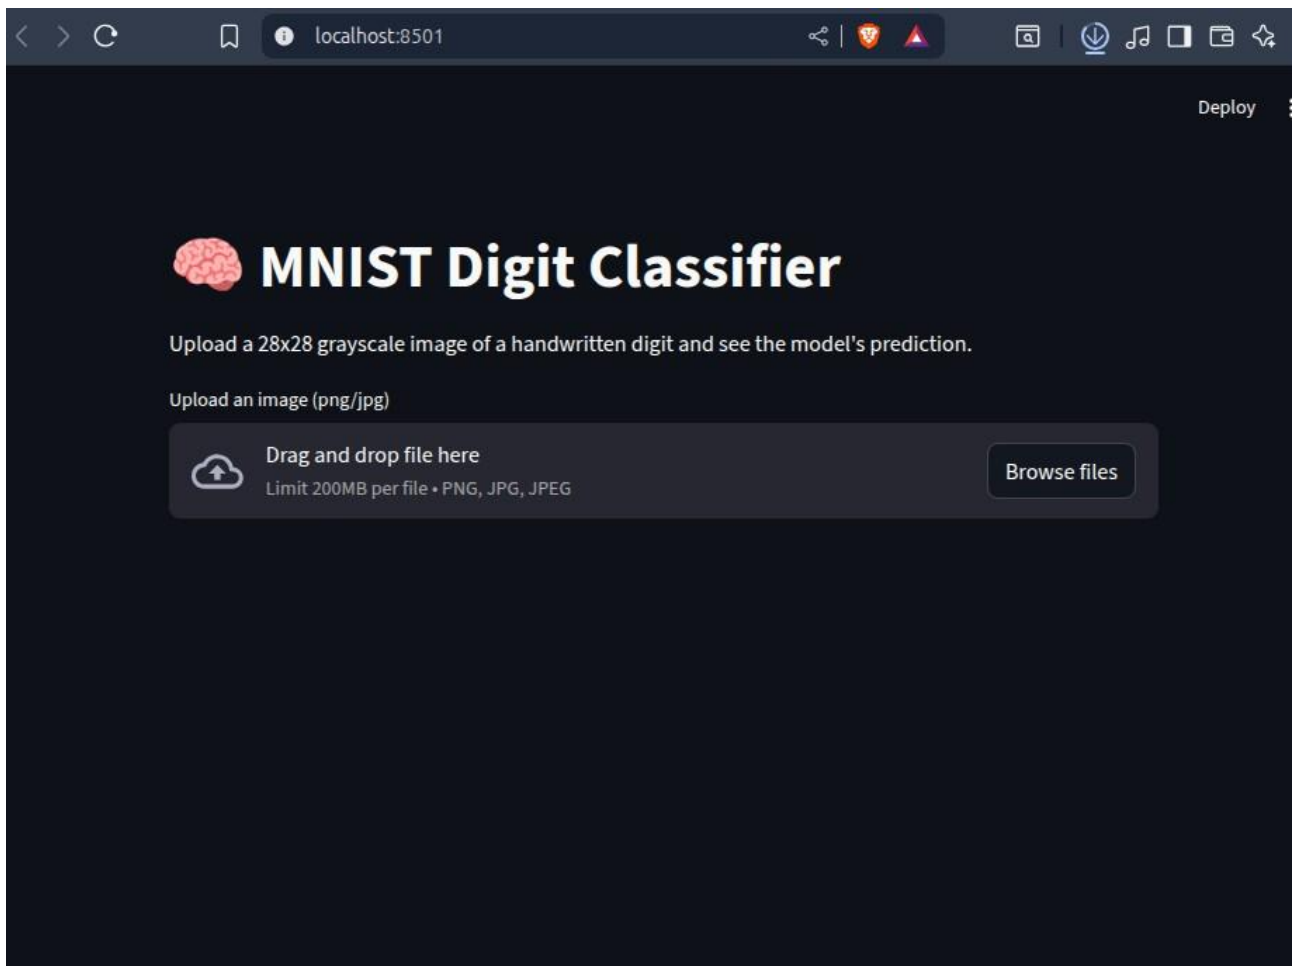 localhost:8501
Deploy
🧠 MNIST Digit Classifier
Upload a 28x28 grayscale image of a handwritten digit and see the model's prediction.
Upload an image (png/jpg)
Drag and drop file here
Limit 200MB per file • PNG, JPG, JPEG
Browse files